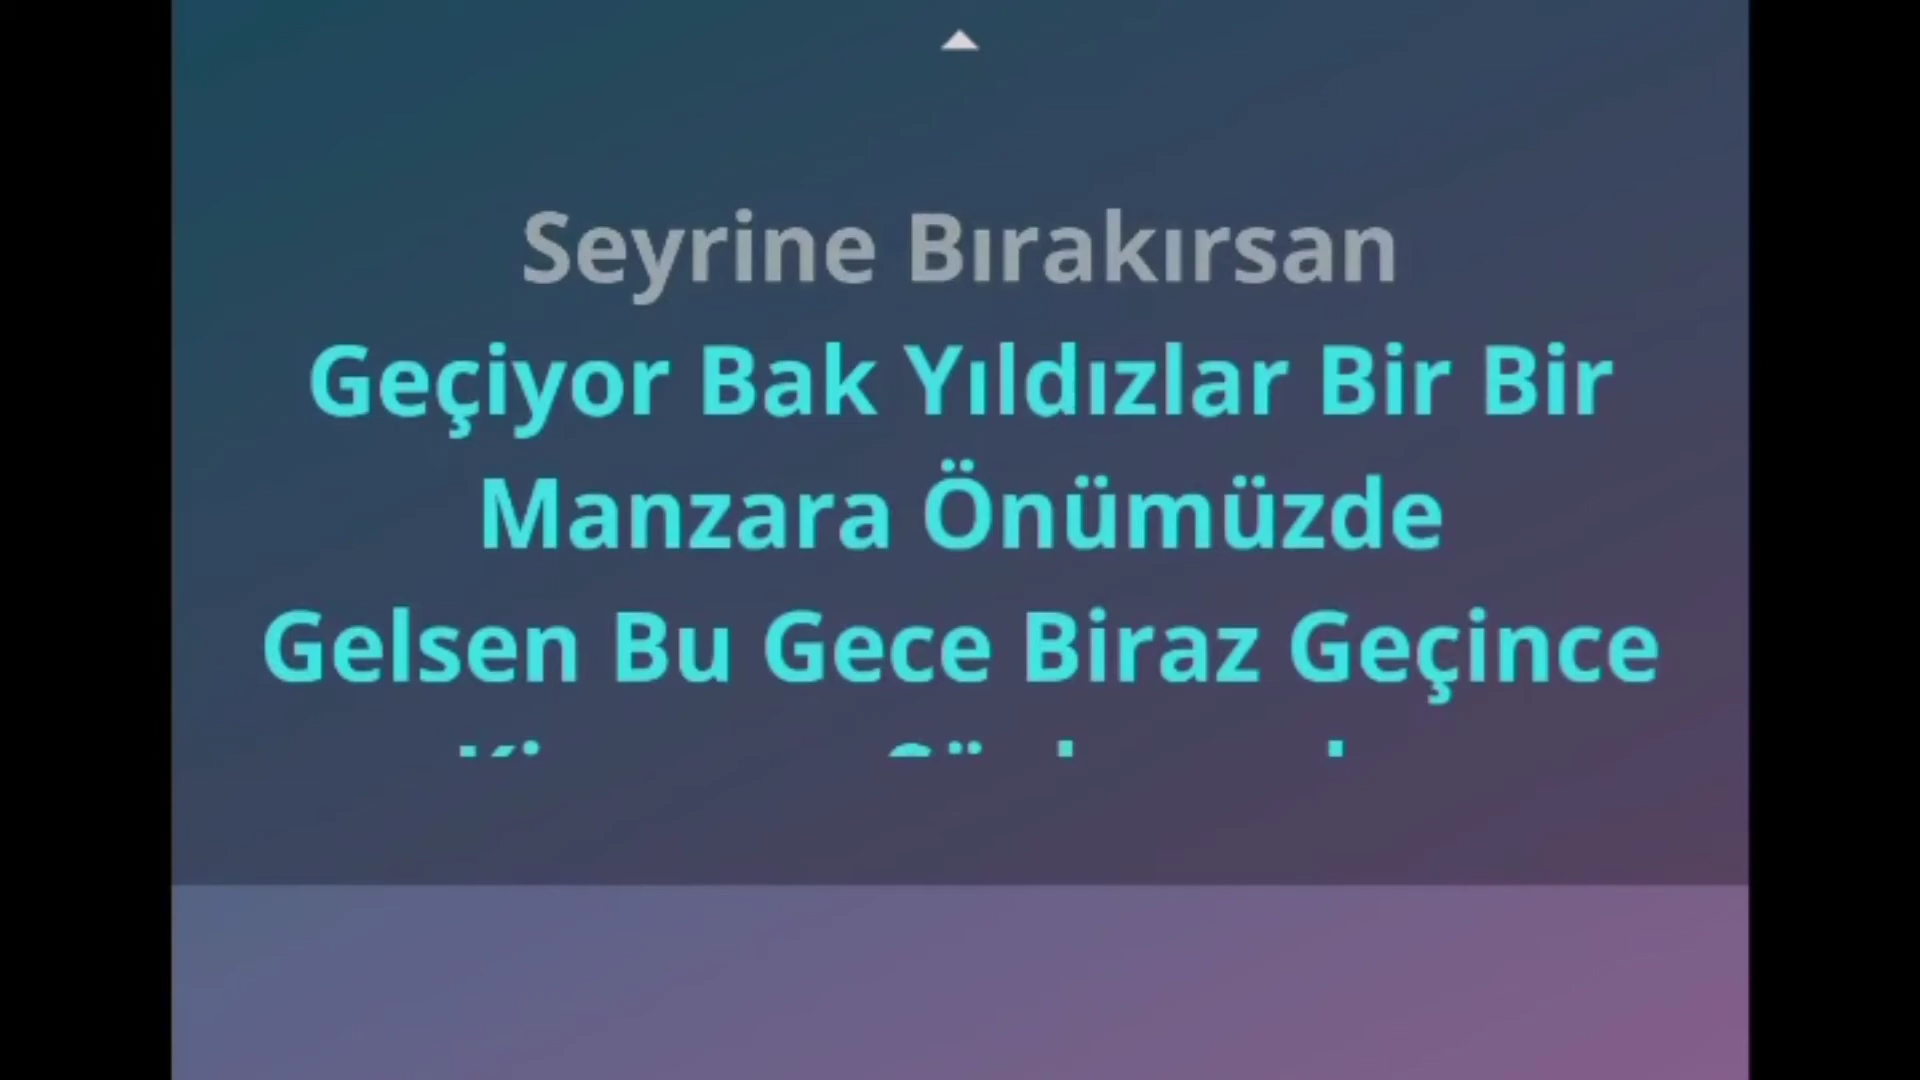 Seyrine Bırakırsan
Geçiyor Bak Yıldızlar Bir Bir
Manzara Önümüzde
Gelsen Bu Gece Biraz Geçince